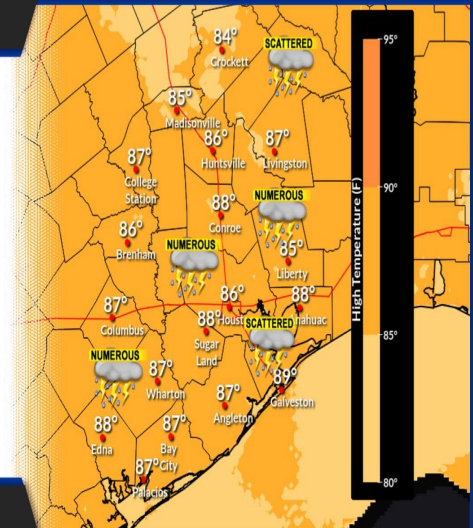 84°
Crockett
SCATTERED
85°
Madisonville
86°
Huntsville
87°
Livingston
87°
College
Station
88°
Conroe
NUMEROUS
86°
Brenham
NUMEROUS
85°
Liberty
87°
Columbus
86°
Houst
88°
nahuac
88°
Sugar
Land
SCATTERED
NUMEROUS
87°
Wharton
89°
Galveston
87°
Angleton
88°
Edna
87°
Bay
City
87°
Palacios
High Temperature (F)
95°
90°
85°
80°